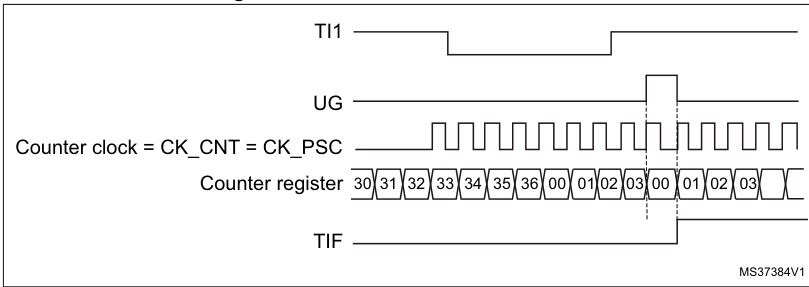 TI1
UG
Counter clock = CK_CNT = CK_PSC
Counter register 30 31 32 33 34 35 36 00 01 02 03 00 01 02 03
TIF
MS37384V1